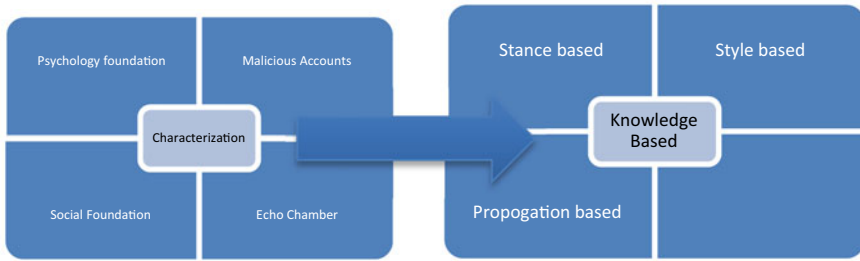 Psychology foundation
Malicious Accounts
Characterization
Social Foundation
Echo Chamber
Stance based
Style based
Knowledge
Based
Propogation based